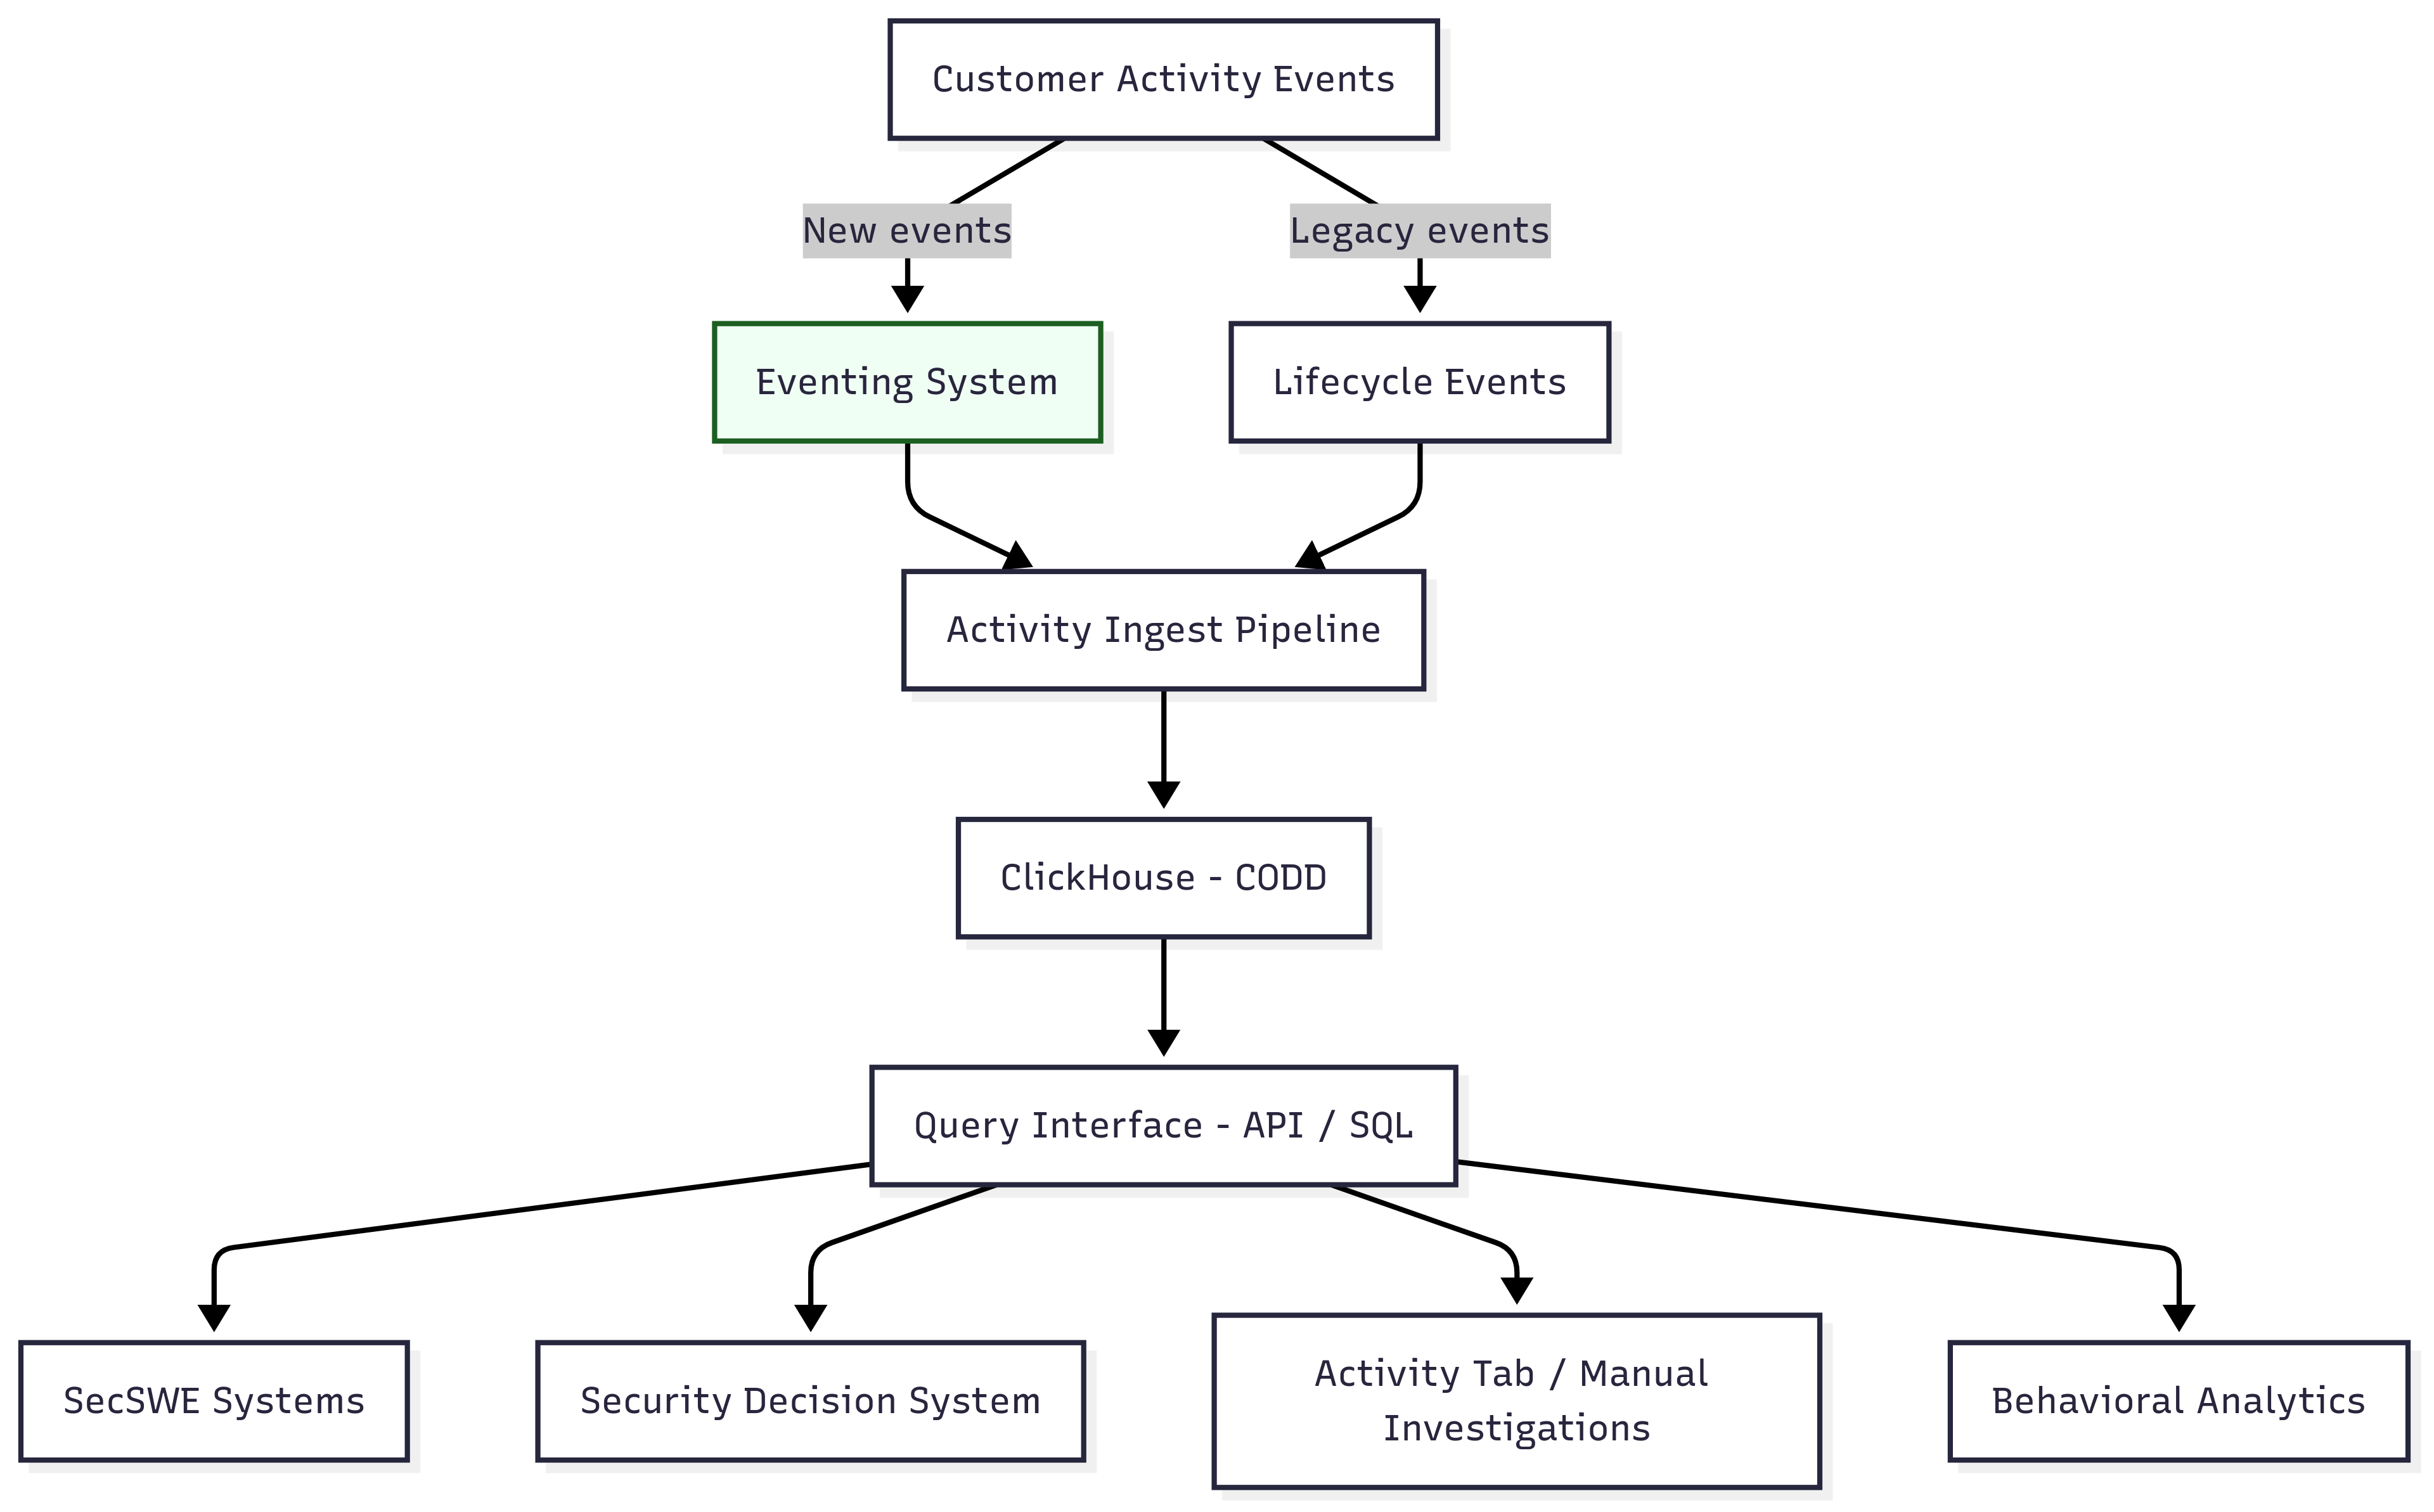 Customer Activity Events
New events
Legacy events
Eventing System
Lifecycle Events
Activity Ingest Pipeline
ClickHouse - CODD
Query Interface - API / SQL
SecSWE Systems
Security Decision System
Activity Tab / Manual
Investigations
Behavioral Analytics